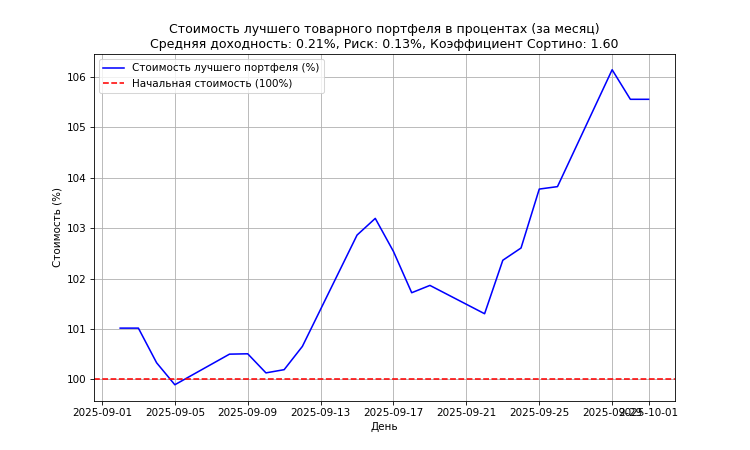 Стоимость лучшего товарного портфеля в процентах (за месяц)
Средняя доходность: 0.21%, Риск: 0.13%, Коэффициент Сортино: 1.60
Стоимость лучшего портфеля (%)
Начальная стоимость (100%)
Стоимость (%)
106
105
104
103
102
101
100
2025-09-01 2025-09-05 2025-09-09 2025-09-13 2025-09-17 2025-09-21 2025-09-25 2025-09-29 2025-10-01
День